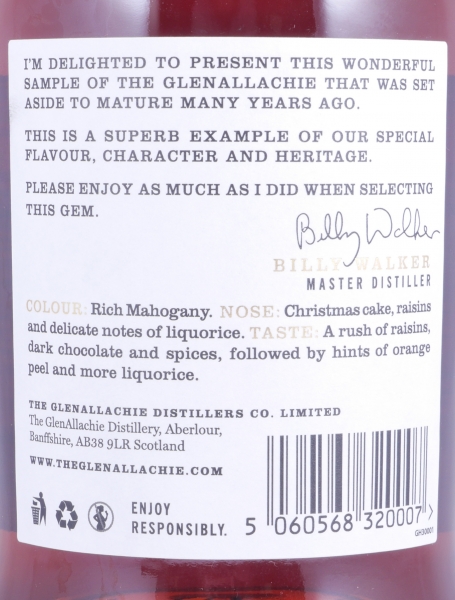 I'M DELIGHTED TO PRESENT THIS WONDERFUL
SAMPLE OF THE GLENALLACHIE THAT WAS SET
ASIDE TO MATURE MANY YEARS AGO.
THIS IS A SUPERB EXAMPLE OF OUR SPECIAL
FLAVOUR, CHARACTER AND HERITAGE.
PLEASE ENJOY AS MUCH AS I DID WHEN SELECTING
THIS GEM.
Billy Walker
BILLY WALKER
MASTER DISTILLER
COLOUR: Rich Mahogany. NOSE: Christmas cake, raisins
and delicate notes of liquorice. TASTE: A rush of raisins,
dark chocolate and spices, followed by hints of orange
peel and more liquorice.
THE GLENALLACHIE DISTILLERS CO. LIMITED
The GlenAllachie Distillery, Aberlour,
Banffshire, AB38 9LR Scotland
WWW.THEGLENALLACHIE.COM
ENJOY
RESPONSIBLY.
5 060568 320007 >
GH30007